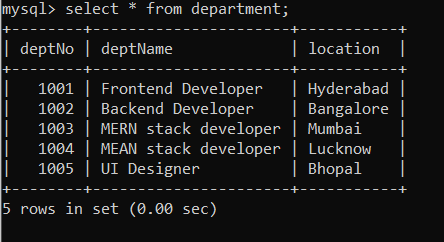 mysql> select * from department;
+--------+----------------------+-----------+
| deptNo | deptName             | location  |
+--------+----------------------+-----------+
|   1001 | Frontend Developer   | Hyderabad |
|   1002 | Backend Developer    | Bangalore |
|   1003 | MERN stack developer | Mumbai    |
|   1004 | MEAN stack developer | Lucknow   |
|   1005 | UI Designer          | Bhopal    |
+--------+----------------------+-----------+
5 rows in set (0.00 sec)